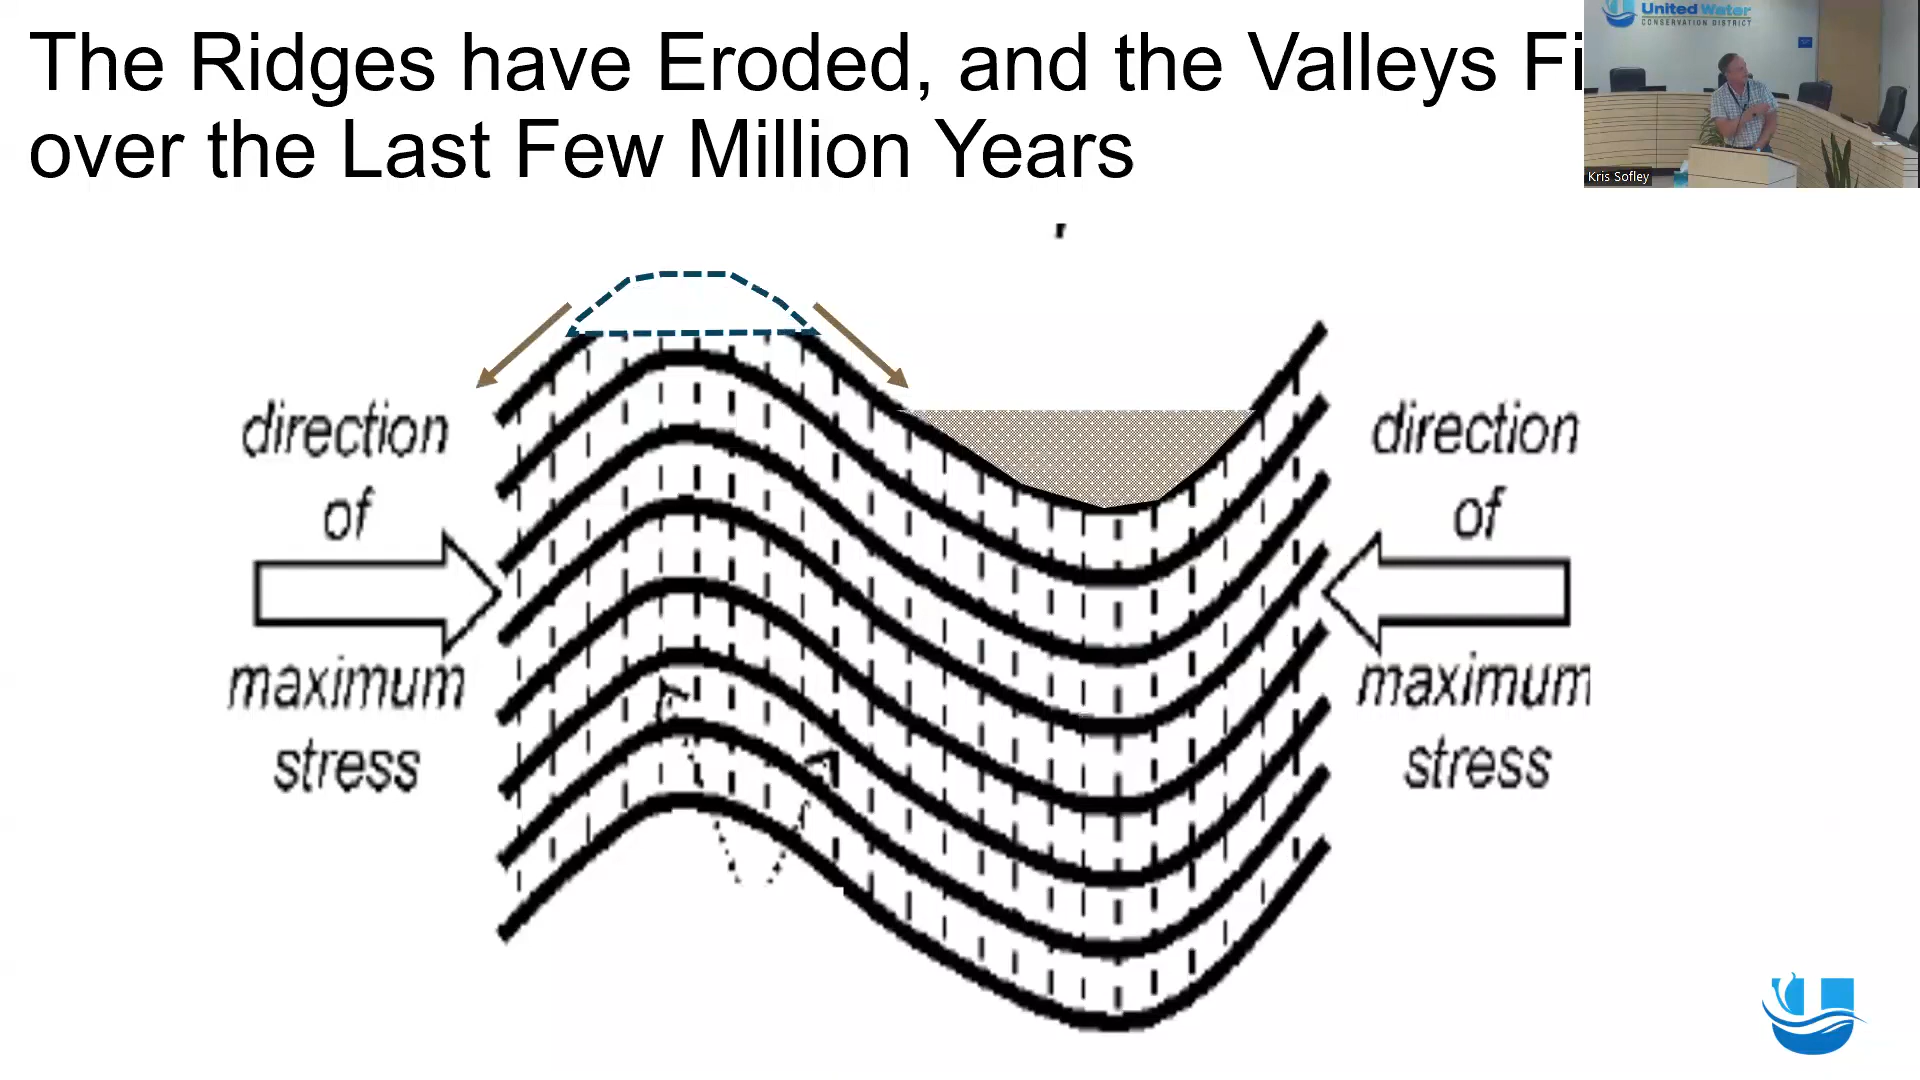 The Ridges have Eroded, and the Valleys Fi
over the Last Few Million Years
United Water
CONSERVATION DISTRICT
Kris Sofley
direction
of
maximum
stress
direction
of
maximum
stress